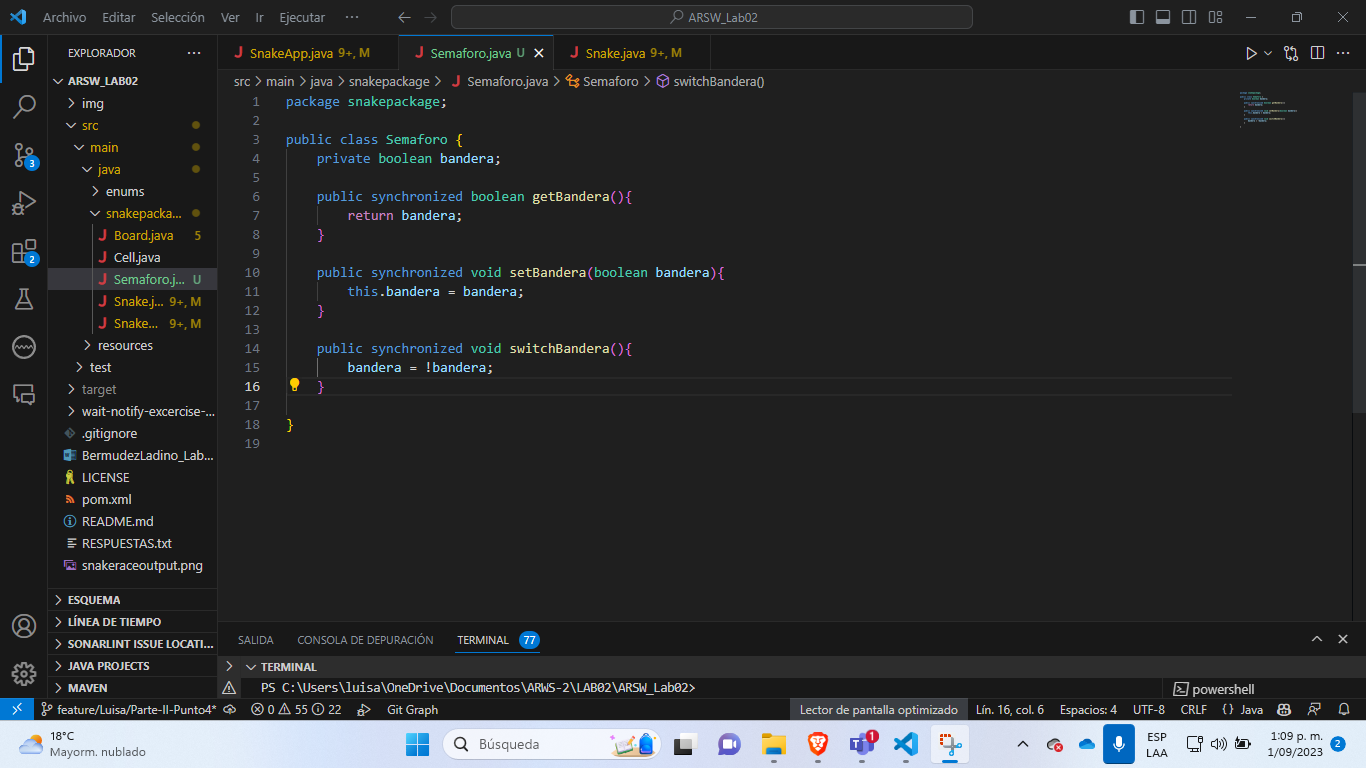 Archivo Editar Selección Ver Ir Ejecutar ··· ARSW_Lab02
EXPLORADOR ···
SnakeApp.java 9+, M Semaforo.java U Snake.java 9+, M
src > main > java > snakepackage > Semaforo.java > Semaforo > switchBandera()
ARSW_LAB02
img
src
main
java
enums
snakepacka...
Board.java 5
Cell.java
Semaforo.j... U
Snake.j... 9+, M
Snake... 9+, M
resources
test
target
wait-notify-excercise-...
.gitignore
BermudezLadino_Lab...
LICENSE
pom.xml
README.md
RESPUESTAS.txt
snakeraceoutput.png
ESQUEMA
LÍNEA DE TIEMPO
SONARLINT ISSUE LOCATI...
JAVA PROJECTS
MAVEN
3
2
1 package snakepackage;
2
3 public class Semaforo {
4 private boolean bandera;
5
6 public synchronized boolean getBandera(){
7 return bandera;
8 }
9
10 public synchronized void setBandera(boolean bandera){
11 this.bandera = bandera;
12 }
13
14 public synchronized void switchBandera(){
15 bandera = !bandera;
16 }
17
18 }
19
SALIDA CONSOLA DE DEPURACIÓN TERMINAL 77
TERMINAL
PS C:\Users\luisa\OneDrive\Documentos\ARWS-2\LAB02\ARSW_Lab02>
powershell
feature/Luisa/Parte-II-Punto4* 0 55 22 Git Graph Lector de pantalla optimizado Lín. 16, col. 6 Espacios: 4 UTF-8 CRLF {} Java
18°C
Mayorm. nublado
Búsqueda
1
ESP
LAA
1:09 p. m.
1/09/2023
2